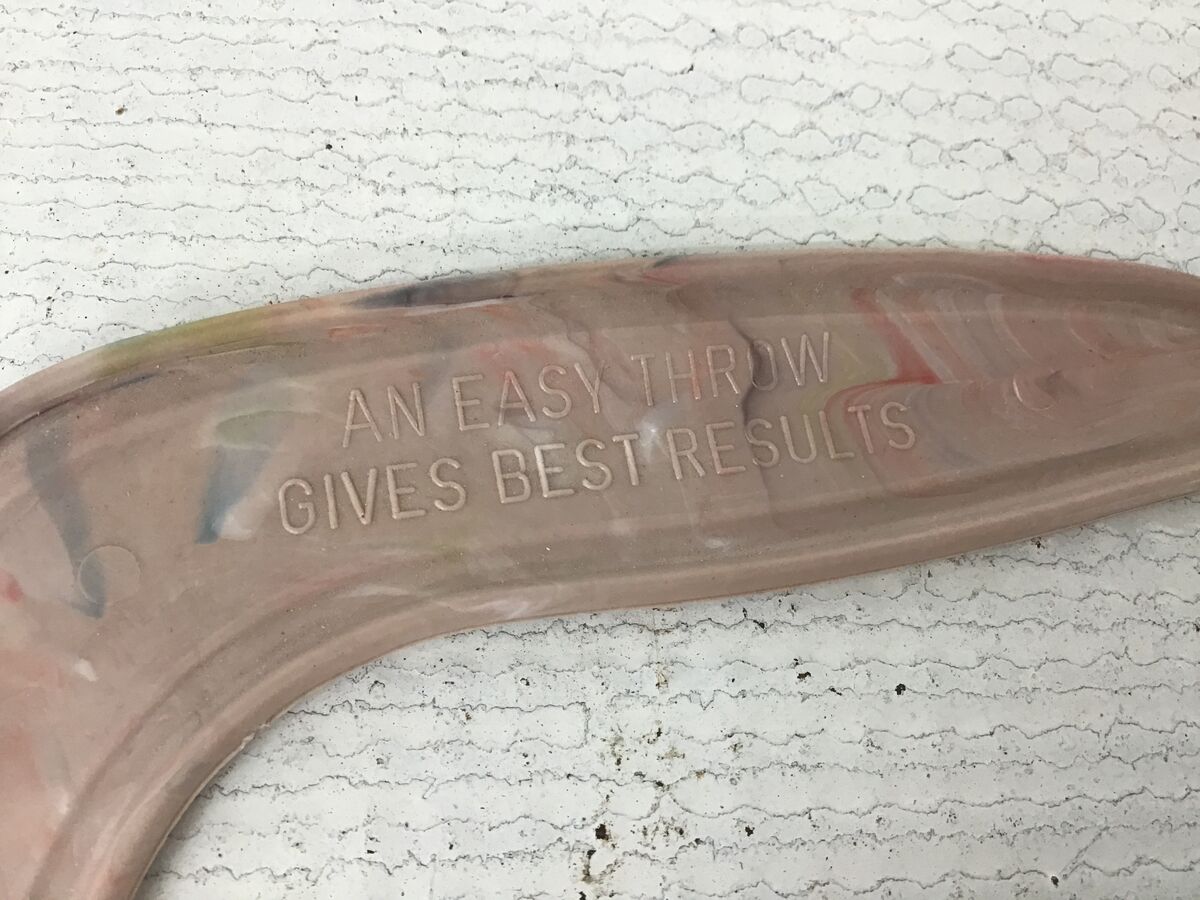 AN EASY THROW
GIVES BEST RESULTS